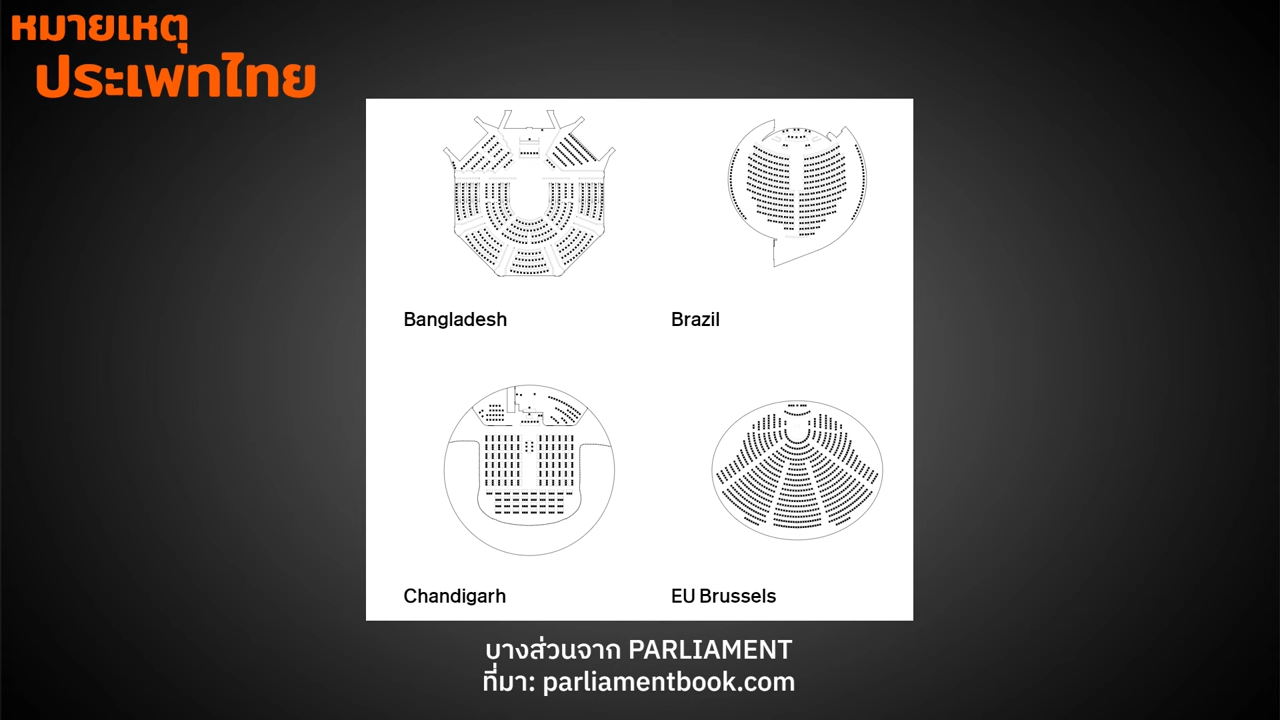 หมายเหตุ
ประเพทไทย
Bangladesh
Brazil
Chandigarh
EU Brussels
บางส่วนจาก PARLIAMENT
ที่มา: parliamentbook.com